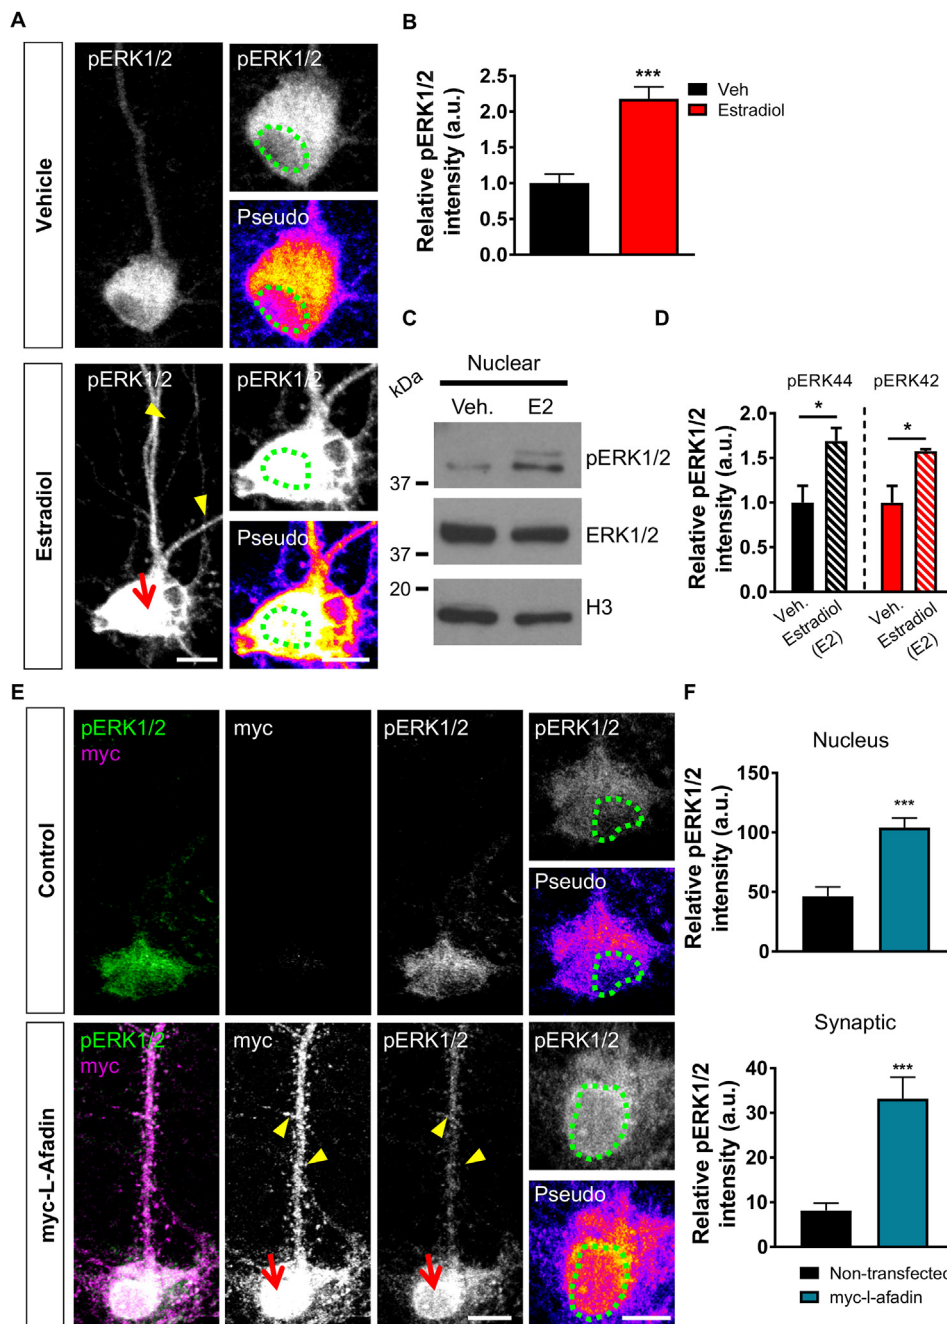 A
Vehicle
pERK1/2
pERK1/2
Pseudo
Estradiol
pERK1/2
pERK1/2
Pseudo
B
Relative pERK1/2
intensity (a.u.)
2.5
2.0
1.5
1.0
0.5
0.0
***
Veh
Estradiol
C
kDa
Nuclear
Veh. E2
pERK1/2
37
ERK1/2
37
20
H3
D
pERK44 pERK42
Relative pERK1/2
intensity (a.u.)
2.0
1.5
1.0
0.5
0.0
* *
Veh.
Estradiol
(E2)
Veh.
Estradiol
(E2)
E
Control
pERK1/2
myc
myc
pERK1/2
pERK1/2
Pseudo
myc-L-Afadin
pERK1/2
myc
myc
pERK1/2
pERK1/2
Pseudo
F
Nucleus
Relative pERK1/2
intensity (a.u.)
150
100
50
0
***
Synaptic
Relative pERK1/2
intensity (a.u.)
40
30
20
10
0
***
Non-transfected
myc-l-afadin